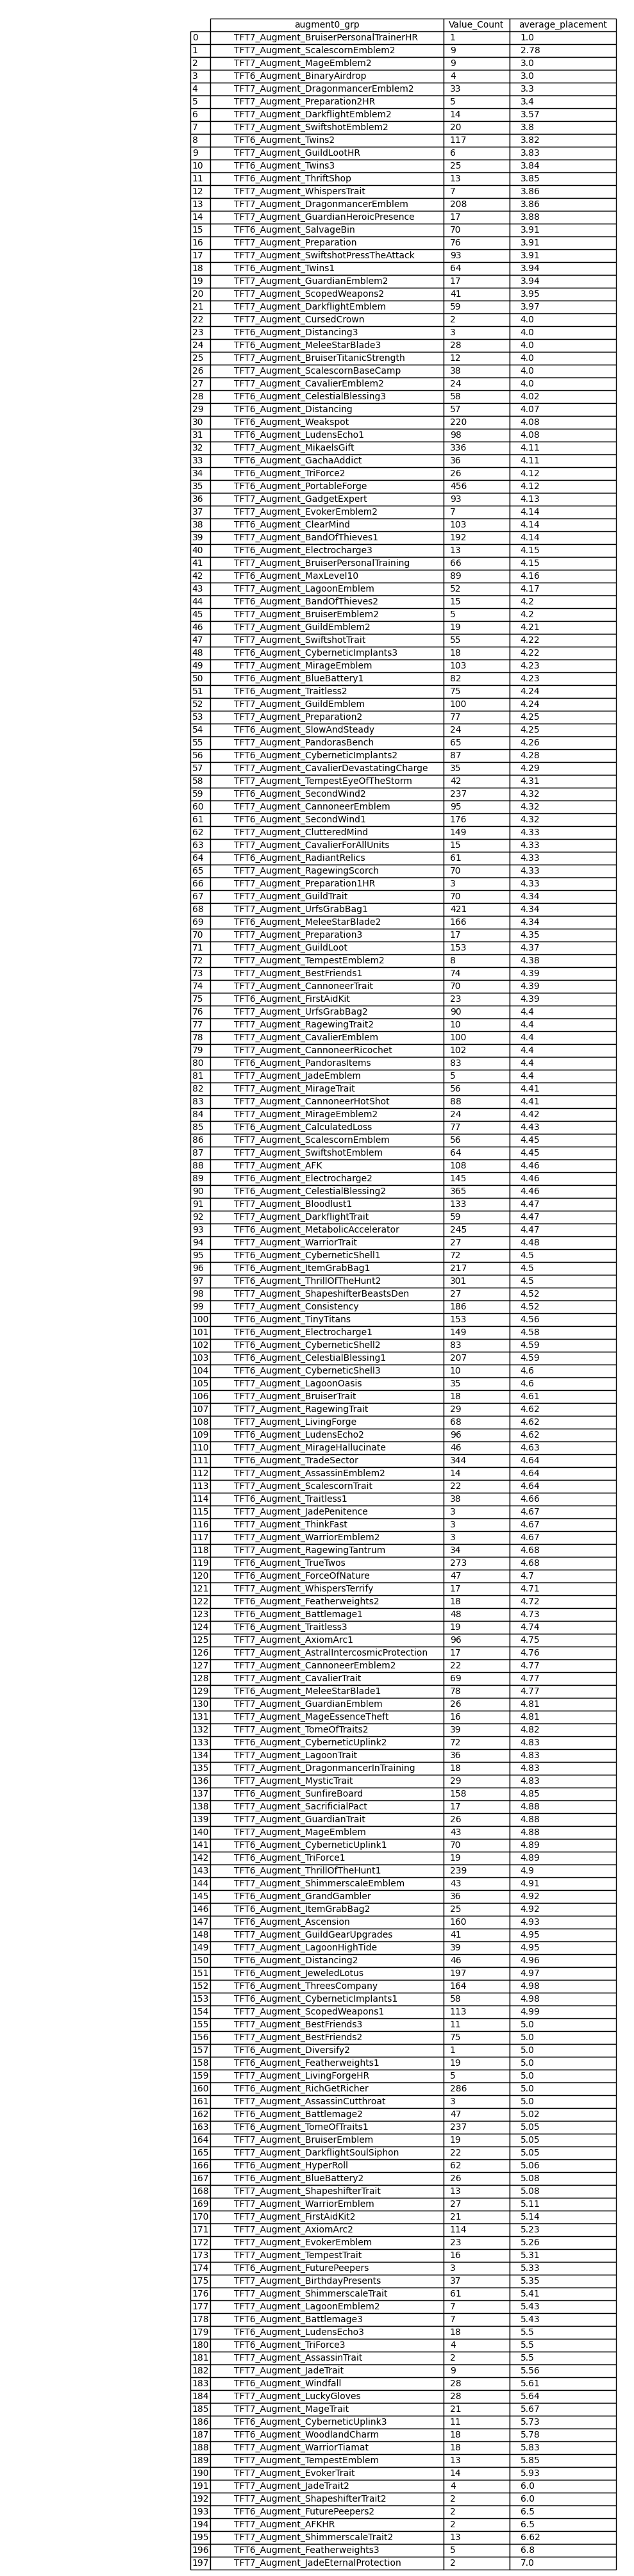 augment0_grp Value_Count average_placement
0 TFT7_Augment_BruiserPersonalTrainerHR 1 1.0
1 TFT7_Augment_ScalescornEmblem2 9 2.78
2 TFT7_Augment_MageEmblem2 9 3.0
3 TFT6_Augment_BinaryAirdrop 4 3.0
4 TFT7_Augment_DragonmancerEmblem2 33 3.3
5 TFT7_Augment_Preparation2HR 5 3.4
6 TFT7_Augment_DarkflightEmblem2 14 3.57
7 TFT7_Augment_SwiftshotEmblem2 20 3.8
8 TFT6_Augment_Twins2 117 3.82
9 TFT7_Augment_GuildLootHR 6 3.83
10 TFT6_Augment_Twins3 25 3.84
11 TFT6_Augment_ThriftShop 13 3.85
12 TFT7_Augment_WhispersTrait 7 3.86
13 TFT7_Augment_DragonmancerEmblem 208 3.86
14 TFT7_Augment_GuardianHeroicPresence 17 3.88
15 TFT6_Augment_SalvageBin 70 3.91
16 TFT7_Augment_Preparation 76 3.91
17 TFT7_Augment_SwiftshotPressTheAttack 93 3.91
18 TFT6_Augment_Twins1 64 3.94
19 TFT7_Augment_GuardianEmblem2 17 3.94
20 TFT7_Augment_ScopedWeapons2 41 3.95
21 TFT7_Augment_DarkflightEmblem 59 3.97
22 TFT7_Augment_CursedCrown 2 4.0
23 TFT6_Augment_Distancing3 3 4.0
24 TFT6_Augment_MeleeStarBlade3 28 4.0
25 TFT7_Augment_BruiserTitanicStrength 12 4.0
26 TFT7_Augment_ScalescornBaseCamp 38 4.0
27 TFT7_Augment_CavalierEmblem2 24 4.0
28 TFT6_Augment_CelestialBlessing3 58 4.02
29 TFT6_Augment_Distancing 57 4.07
30 TFT6_Augment_Weakspot 220 4.08
31 TFT6_Augment_LudensEcho1 98 4.08
32 TFT7_Augment_MikaelsGift 336 4.11
33 TFT6_Augment_GachaAddict 36 4.11
34 TFT6_Augment_TriForce2 26 4.12
35 TFT6_Augment_PortableForge 456 4.12
36 TFT7_Augment_GadgetExpert 93 4.13
37 TFT7_Augment_EvokerEmblem2 7 4.14
38 TFT6_Augment_ClearMind 103 4.14
39 TFT7_Augment_BandOfThieves1 192 4.14
40 TFT6_Augment_Electrocharge3 13 4.15
41 TFT7_Augment_BruiserPersonalTraining 66 4.15
42 TFT6_Augment_MaxLevel10 89 4.16
43 TFT7_Augment_LagoonEmblem 52 4.17
44 TFT6_Augment_BandOfThieves2 15 4.2
45 TFT7_Augment_BruiserEmblem2 5 4.2
46 TFT7_Augment_GuildEmblem2 19 4.21
47 TFT7_Augment_SwiftshotTrait 55 4.22
48 TFT6_Augment_CyberneticImplants3 18 4.22
49 TFT7_Augment_MirageEmblem 103 4.23
50 TFT6_Augment_BlueBattery1 82 4.23
51 TFT6_Augment_Traitless2 75 4.24
52 TFT7_Augment_GuildEmblem 100 4.24
53 TFT7_Augment_Preparation2 77 4.25
54 TFT6_Augment_SlowAndSteady 24 4.25
55 TFT7_Augment_PandorasBench 65 4.26
56 TFT6_Augment_CyberneticImplants2 87 4.28
57 TFT7_Augment_CavalierDevastatingCharge 35 4.29
58 TFT7_Augment_TempestEyeOfTheStorm 42 4.31
59 TFT6_Augment_SecondWind2 237 4.32
60 TFT7_Augment_CannoneerEmblem 95 4.32
61 TFT6_Augment_SecondWind1 176 4.32
62 TFT7_Augment_ClutteredMind 149 4.33
63 TFT7_Augment_CavalierForAllUnits 15 4.33
64 TFT6_Augment_RadiantRelics 61 4.33
65 TFT7_Augment_RagewingScorch 70 4.33
66 TFT7_Augment_Preparation1HR 3 4.33
67 TFT7_Augment_GuildTrait 70 4.34
68 TFT7_Augment_UrfsGrabBag1 421 4.34
69 TFT6_Augment_MeleeStarBlade2 166 4.34
70 TFT7_Augment_Preparation3 17 4.35
71 TFT7_Augment_GuildLoot 153 4.37
72 TFT7_Augment_TempestEmblem2 8 4.38
73 TFT7_Augment_BestFriends1 74 4.39
74 TFT7_Augment_CannoneerTrait 70 4.39
75 TFT6_Augment_FirstAidKit 23 4.39
76 TFT7_Augment_UrfsGrabBag2 90 4.4
77 TFT7_Augment_RagewingTrait2 10 4.4
78 TFT7_Augment_CavalierEmblem 100 4.4
79 TFT7_Augment_CannoneerRicochet 102 4.4
80 TFT6_Augment_PandorasItems 83 4.4
81 TFT7_Augment_JadeEmblem 5 4.4
82 TFT7_Augment_MirageTrait 56 4.41
83 TFT7_Augment_CannoneerHotShot 88 4.41
84 TFT7_Augment_MirageEmblem2 24 4.42
85 TFT6_Augment_CalculatedLoss 77 4.43
86 TFT7_Augment_ScalescornEmblem 56 4.45
87 TFT7_Augment_SwiftshotEmblem 64 4.45
88 TFT7_Augment_AFK 108 4.46
89 TFT6_Augment_Electrocharge2 145 4.46
90 TFT6_Augment_CelestialBlessing2 365 4.46
91 TFT7_Augment_Bloodlust1 133 4.47
92 TFT7_Augment_DarkflightTrait 59 4.47
93 TFT6_Augment_MetabolicAccelerator 245 4.47
94 TFT7_Augment_WarriorTrait 27 4.48
95 TFT6_Augment_CyberneticShell1 72 4.5
96 TFT6_Augment_ItemGrabBag1 217 4.5
97 TFT6_Augment_ThrillOfTheHunt2 301 4.5
98 TFT7_Augment_ShapeshifterBeastsDen 27 4.52
99 TFT7_Augment_Consistency 186 4.52
100 TFT6_Augment_TinyTitans 153 4.56
101 TFT6_Augment_Electrocharge1 149 4.58
102 TFT6_Augment_CyberneticShell2 83 4.59
103 TFT6_Augment_CelestialBlessing1 207 4.59
104 TFT6_Augment_CyberneticShell3 10 4.6
105 TFT7_Augment_LagoonOasis 35 4.6
106 TFT7_Augment_BruiserTrait 18 4.61
107 TFT7_Augment_RagewingTrait 29 4.62
108 TFT7_Augment_LivingForge 68 4.62
109 TFT6_Augment_LudensEcho2 96 4.62
110 TFT7_Augment_MirageHallucinate 46 4.63
111 TFT6_Augment_TradeSector 344 4.64
112 TFT7_Augment_AssassinEmblem2 14 4.64
113 TFT7_Augment_ScalescornTrait 22 4.64
114 TFT6_Augment_Traitless1 38 4.66
115 TFT7_Augment_JadePenitence 3 4.67
116 TFT7_Augment_ThinkFast 3 4.67
117 TFT7_Augment_WarriorEmblem2 3 4.67
118 TFT7_Augment_RagewingTantrum 34 4.68
119 TFT6_Augment_TrueTwos 273 4.68
120 TFT6_Augment_ForceOfNature 47 4.7
121 TFT7_Augment_WhispersTerrify 17 4.71
122 TFT6_Augment_Featherweights2 18 4.72
123 TFT6_Augment_Battlemage1 48 4.73
124 TFT6_Augment_Traitless3 19 4.74
125 TFT7_Augment_AxiomArc1 96 4.75
126 TFT7_Augment_AstralIntercosmicProtection 17 4.76
127 TFT7_Augment_CannoneerEmblem2 22 4.77
128 TFT7_Augment_CavalierTrait 69 4.77
129 TFT6_Augment_MeleeStarBlade1 78 4.77
130 TFT7_Augment_GuardianEmblem 26 4.81
131 TFT7_Augment_MageEssenceTheft 16 4.81
132 TFT7_Augment_TomeOfTraits2 39 4.82
133 TFT6_Augment_CyberneticUplink2 72 4.83
134 TFT7_Augment_LagoonTrait 36 4.83
135 TFT7_Augment_DragonmancerInTraining 18 4.83
136 TFT7_Augment_MysticTrait 29 4.83
137 TFT6_Augment_SunfireBoard 158 4.85
138 TFT7_Augment_SacrificialPact 17 4.88
139 TFT7_Augment_GuardianTrait 26 4.88
140 TFT7_Augment_MageEmblem 43 4.88
141 TFT6_Augment_CyberneticUplink1 70 4.89
142 TFT6_Augment_TriForce1 19 4.89
143 TFT6_Augment_ThrillOfTheHunt1 239 4.9
144 TFT7_Augment_ShimmerscaleEmblem 43 4.91
145 TFT6_Augment_GrandGambler 36 4.92
146 TFT6_Augment_ItemGrabBag2 25 4.92
147 TFT6_Augment_Ascension 160 4.93
148 TFT7_Augment_GuildGearUpgrades 41 4.95
149 TFT7_Augment_LagoonHighTide 39 4.95
150 TFT6_Augment_Distancing2 46 4.96
151 TFT6_Augment_JeweledLotus 197 4.97
152 TFT6_Augment_ThreesCompany 164 4.98
153 TFT6_Augment_CyberneticImplants1 58 4.98
154 TFT7_Augment_ScopedWeapons1 113 4.99
155 TFT7_Augment_BestFriends3 11 5.0
156 TFT7_Augment_BestFriends2 75 5.0
157 TFT6_Augment_Diversify2 1 5.0
158 TFT6_Augment_Featherweights1 19 5.0
159 TFT7_Augment_LivingForgeHR 5 5.0
160 TFT6_Augment_RichGetRicher 286 5.0
161 TFT7_Augment_AssassinCutthroat 3 5.0
162 TFT6_Augment_Battlemage2 47 5.02
163 TFT6_Augment_TomeOfTraits1 237 5.05
164 TFT7_Augment_BruiserEmblem 19 5.05
165 TFT7_Augment_DarkflightSoulSiphon 22 5.05
166 TFT6_Augment_HyperRoll 62 5.06
167 TFT6_Augment_BlueBattery2 26 5.08
168 TFT7_Augment_ShapeshifterTrait 13 5.08
169 TFT7_Augment_WarriorEmblem 27 5.11
170 TFT7_Augment_FirstAidKit2 21 5.14
171 TFT7_Augment_AxiomArc2 114 5.23
172 TFT7_Augment_EvokerEmblem 23 5.26
173 TFT7_Augment_TempestTrait 16 5.31
174 TFT6_Augment_FuturePeepers 3 5.33
175 TFT7_Augment_BirthdayPresents 37 5.35
176 TFT7_Augment_ShimmerscaleTrait 61 5.41
177 TFT7_Augment_LagoonEmblem2 7 5.43
178 TFT6_Augment_Battlemage3 7 5.43
179 TFT6_Augment_LudensEcho3 18 5.5
180 TFT6_Augment_TriForce3 4 5.5
181 TFT7_Augment_AssassinTrait 2 5.5
182 TFT7_Augment_JadeTrait 9 5.56
183 TFT6_Augment_Windfall 28 5.61
184 TFT7_Augment_LuckyGloves 28 5.64
185 TFT7_Augment_MageTrait 21 5.67
186 TFT6_Augment_CyberneticUplink3 11 5.73
187 TFT6_Augment_WoodlandCharm 18 5.78
188 TFT7_Augment_WarriorTiamat 18 5.83
189 TFT7_Augment_TempestEmblem 13 5.85
190 TFT7_Augment_EvokerTrait 14 5.93
191 TFT7_Augment_JadeTrait2 4 6.0
192 TFT7_Augment_ShapeshifterTrait2 2 6.0
193 TFT6_Augment_FuturePeepers2 2 6.5
194 TFT7_Augment_AFKHR 2 6.5
195 TFT7_Augment_ShimmerscaleTrait2 13 6.62
196 TFT6_Augment_Featherweights3 5 6.8
197 TFT7_Augment_JadeEternalProtection 2 7.0